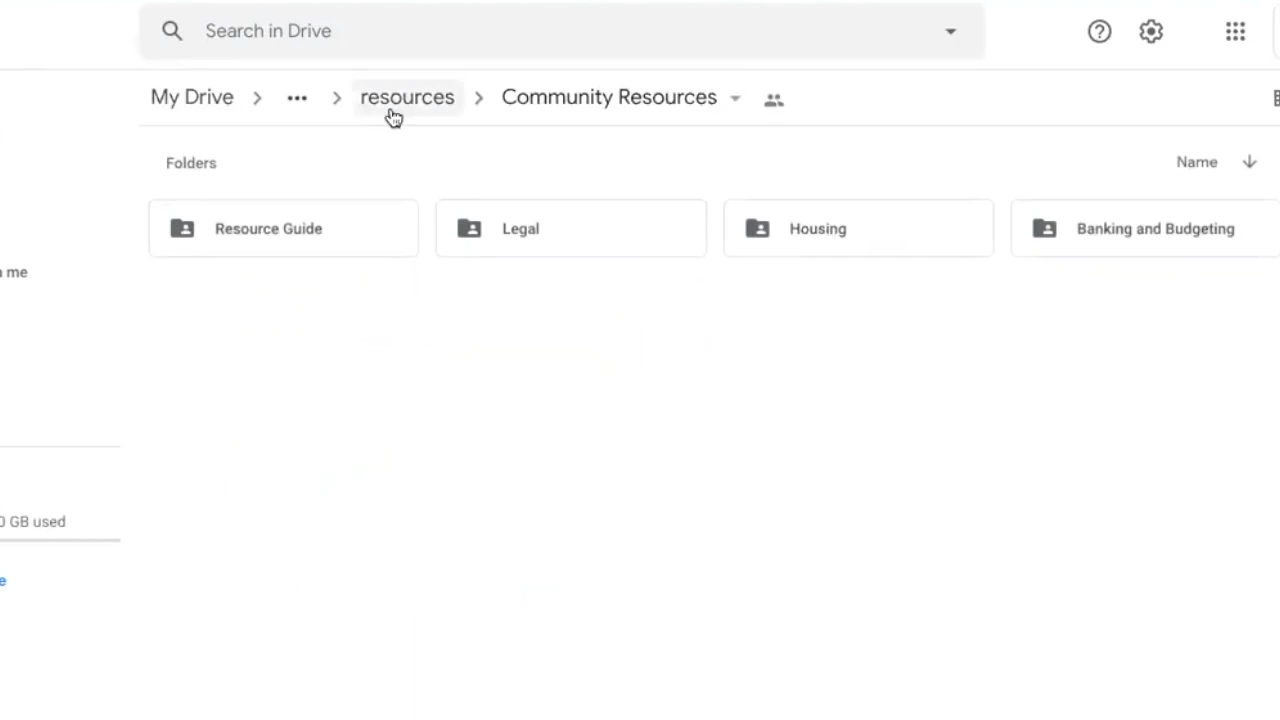 Search in Drive
My Drive > ... > resources > Community Resources
Folders Name
Resource Guide Legal Housing Banking and Budgeting
me
0 GB used
e